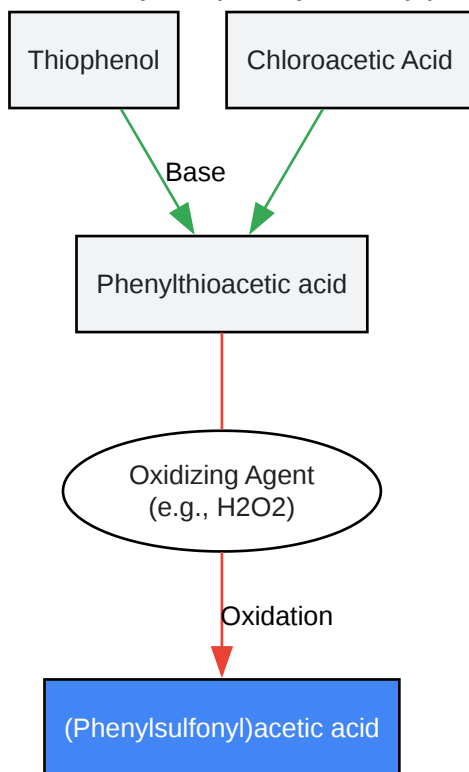 Thiophenol
Chloroacetic Acid
Base
Phenylthioacetic acid
Oxidizing Agent
(e.g., H2O2)
Oxidation
(Phenylsulfonyl)acetic acid